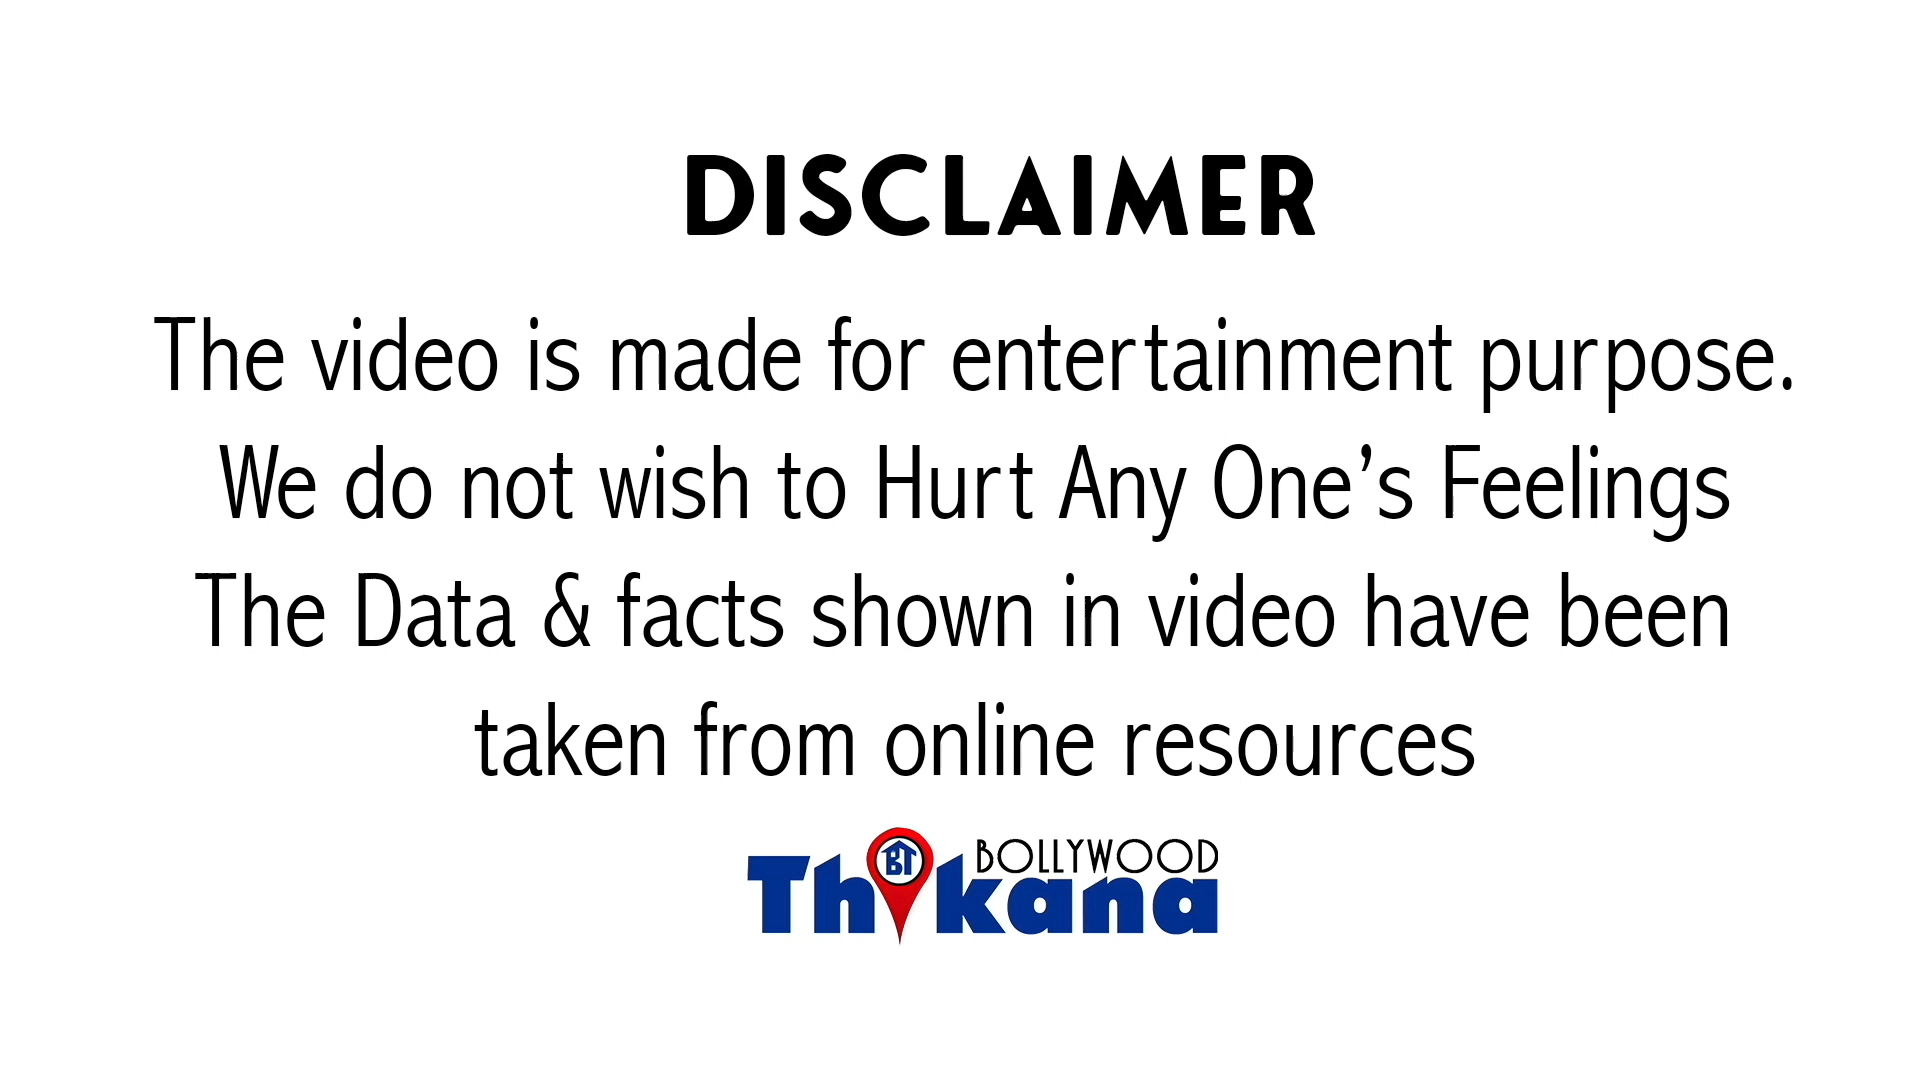 DISCLAIMER
The video is made for entertainment purpose.
We do not wish to Hurt Any One’s Feelings
The Data & facts shown in video have been
taken from online resources
BT
BOLLYWOOD
Thikana